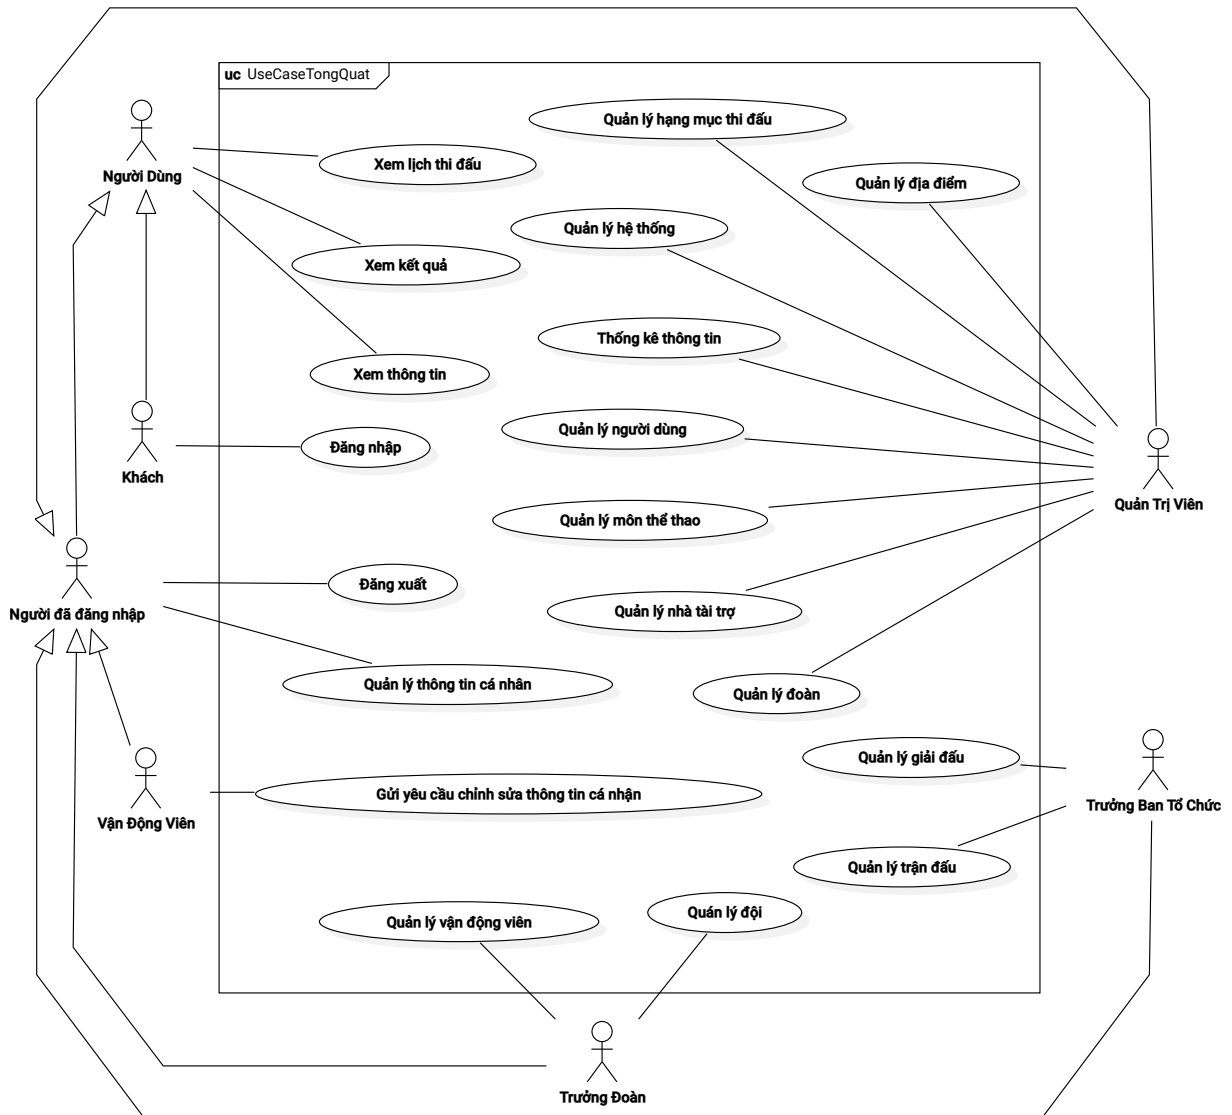 uc UseCaseTongQuat
Quản lý hạng mục thi đấu
Xem lịch thi đấu
Người Dùng
Quản lý địa điểm
Quản lý hệ thống
Xem kết quả
Thống kê thông tin
Xem thông tin
Quản lý người dùng
Đăng nhập
Khách
Quản Trị Viên
Quản lý môn thể thao
Đăng xuất
Người đã đăng nhập
Quản lý nhà tài trợ
Quản lý thông tin cá nhân
Quản lý đoàn
Quản lý giải đấu
Gửi yêu cầu chỉnh sửa thông tin cá nhận
Trưởng Ban Tổ Chức
Vận Động Viên
Quản lý trận đấu
Quán lý đội
Quản lý vận động viên
Trưởng Đoàn